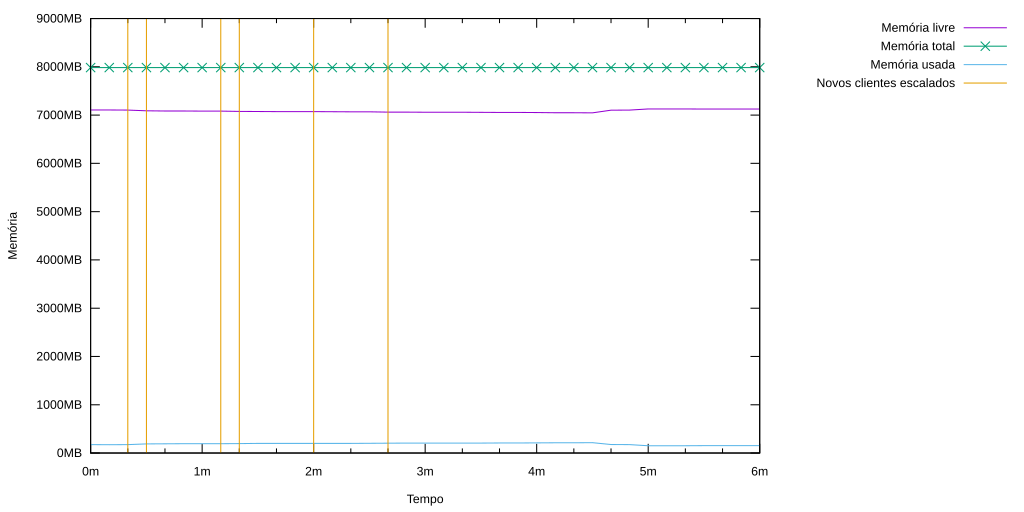 9000MB
8000MB
7000MB
6000MB
5000MB
4000MB
3000MB
2000MB
1000MB
0MB
Memória
0m 1m 2m 3m 4m 5m 6m
Tempo
Memória livre
Memória total
Memória usada
Novos clientes escalados